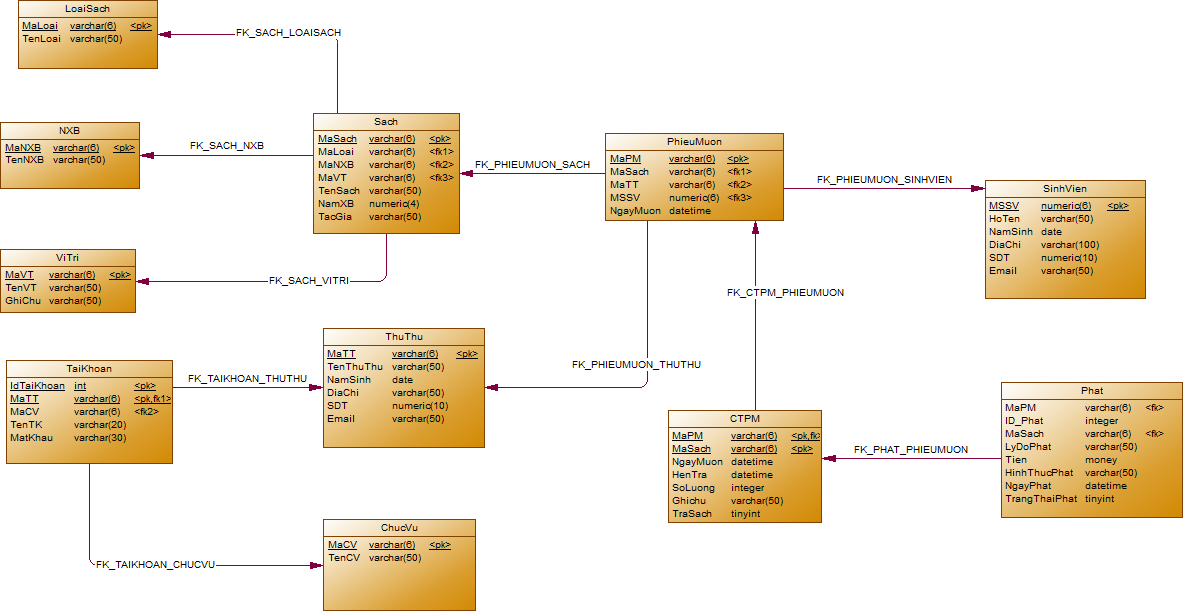 LoaiSach
MaLoai varchar(6) <pk>
TenLoai varchar(50)
FK_SACH_LOAISACH
NXB
MaNXB varchar(6) <pk>
TenNXB varchar(50)
FK_SACH_NXB
Sach
MaSach varchar(6) <pk>
MaLoai varchar(6) <fk1>
MaNXB varchar(6) <fk2>
MaVT varchar(6) <fk3>
TenSach varchar(50)
NamXB numeric(4)
TacGia varchar(50)
FK_PHIEUMUON_SACH
PhieuMuon
MaPM varchar(6) <pk>
MaSach varchar(6) <fk1>
MaTT varchar(6) <fk2>
MSSV numeric(6) <fk3>
NgayMuon datetime
FK_PHIEUMUON_SINHVIEN
SinhVien
MSSV numeric(6) <pk>
HoTen varchar(50)
NamSinh date
DiaChi varchar(100)
SDT numeric(10)
Email varchar(50)
ViTri
MaVT varchar(6) <pk>
TenVT varchar(50)
GhiChu varchar(50)
FK_SACH_VITRI
FK_CTPM_PHIEUMUON
ThuThu
MaTT varchar(6) <pk>
TenThuThu varchar(50)
NamSinh date
DiaChi varchar(50)
SDT numeric(10)
Email varchar(50)
FK_PHIEUMUON_THUTHU
TaiKhoan
IdTaiKhoan int <pk>
MaTT varchar(6) <pk,fk1>
MaCV varchar(6) <fk2>
TenTK varchar(20)
MatKhau varchar(30)
FK_TAIKHOAN_THUTHU
CTPM
MaPM varchar(6) <pk,fk
MaSach varchar(6) <pk>
NgayMuon datetime
HenTra datetime
SoLuong integer
Ghichu varchar(50)
TraSach tinyint
FK_PHAT_PHIEUMUON
Phat
MaPM varchar(6) <fk>
ID_Phat integer
MaSach varchar(6) <fk>
LyDoPhat varchar(50)
Tien money
HinhThucPhat varchar(50)
NgayPhat datetime
TrangThaiPhat tinyint
ChucVu
MaCV varchar(6) <pk>
TenCV varchar(50)
FK_TAIKHOAN_CHUCVU